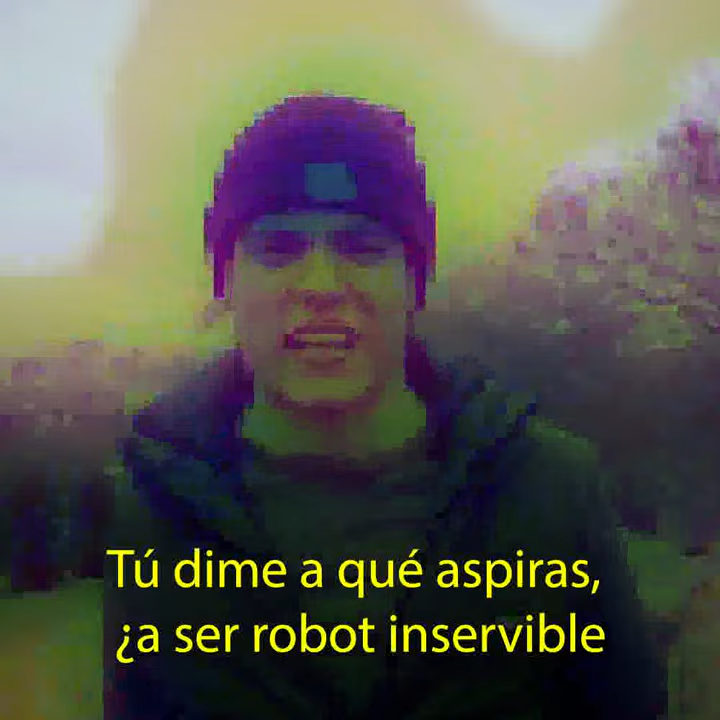 Tú dime a qué aspiras,
¿a ser robot inservible